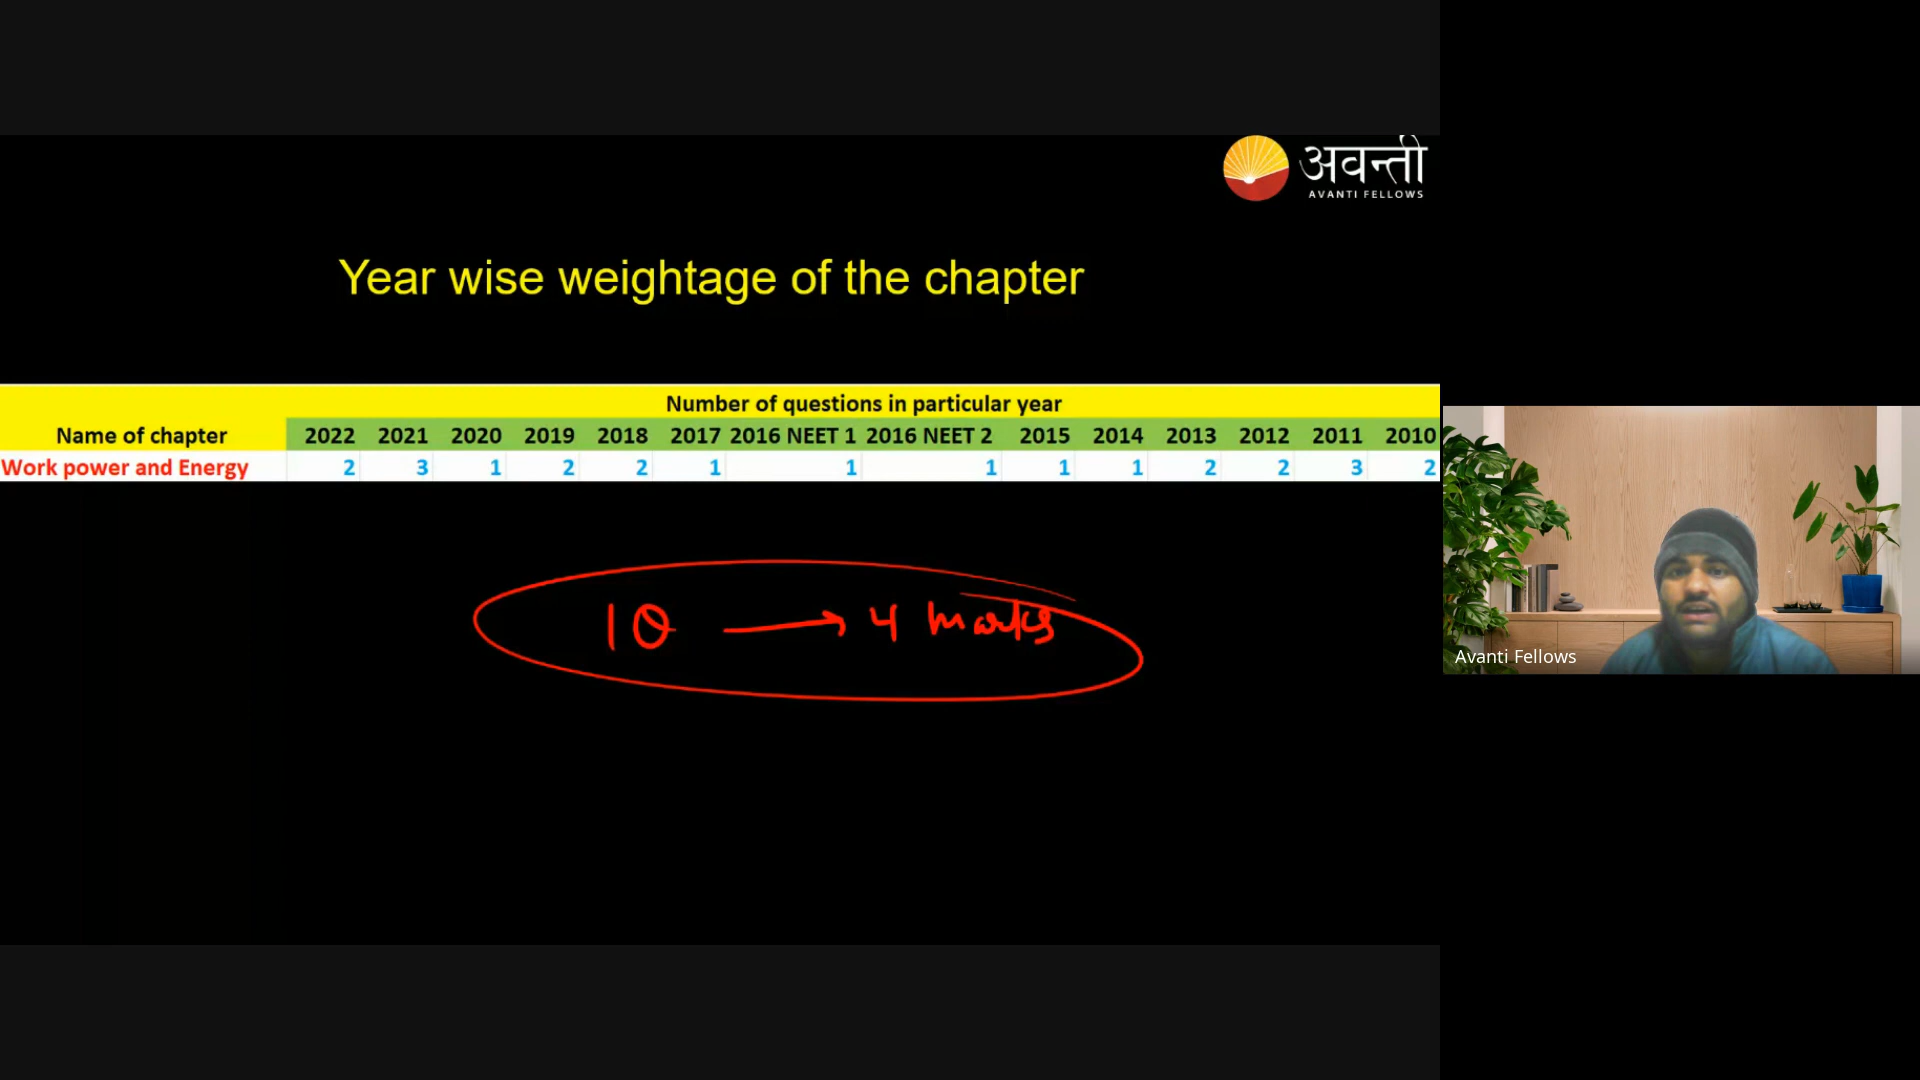 अवन्ती
AVANTI FELLOWS
Year wise weightage of the chapter
Number of questions in particular year
Name of chapter 2022 2021 2020 2019 2018 2017 2016 NEET 1 2016 NEET 2 2015 2014 2013 2012 2011 2010
Work power and Energy 2 3 1 2 2 1 1 1 1 1 2 2 3 2
1 Q → 4 marks
Avanti Fellows